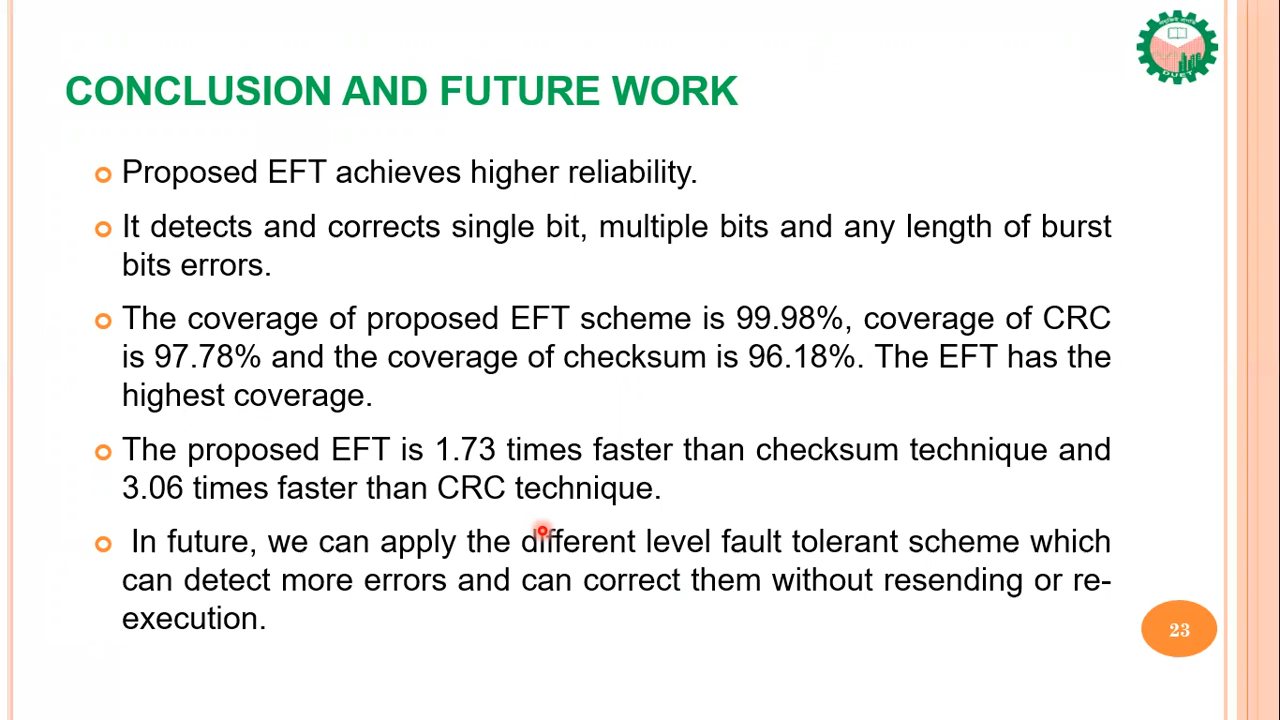 CONCLUSION AND FUTURE WORK
Proposed EFT achieves higher reliability.
It detects and corrects single bit, multiple bits and any length of burst
bits errors.
The coverage of proposed EFT scheme is 99.98%, coverage of CRC
is 97.78% and the coverage of checksum is 96.18%. The EFT has the
highest coverage.
The proposed EFT is 1.73 times faster than checksum technique and
3.06 times faster than CRC technique.
In future, we can apply the different level fault tolerant scheme which
can detect more errors and can correct them without resending or re-
execution.
23